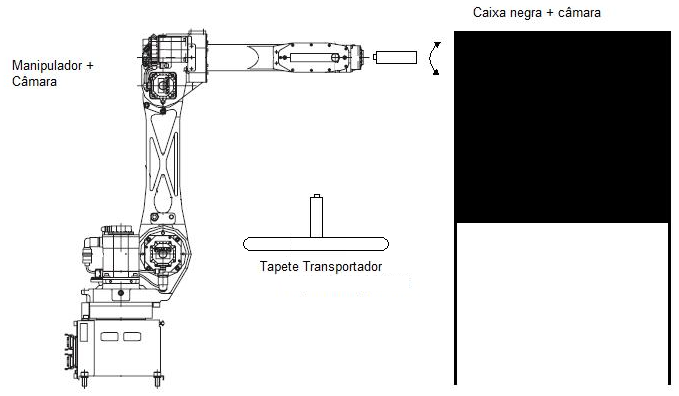 Caixa negra + câmara
Manipulador +
Câmara
Tapete Transportador